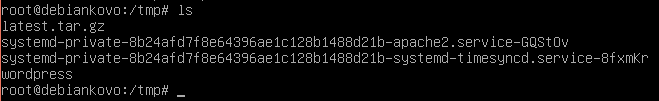 root@debiankovo:/tmp# ls
latest.tar.gz
systemd-private-8b24afd7f8e64396ae1c128b1488d21b-apache2.service-GQStOv
systemd-private-8b24afd7f8e64396ae1c128b1488d21b-systemd-timesyncd.service-8fxmKr
wordpress
root@debiankovo:/tmp# _